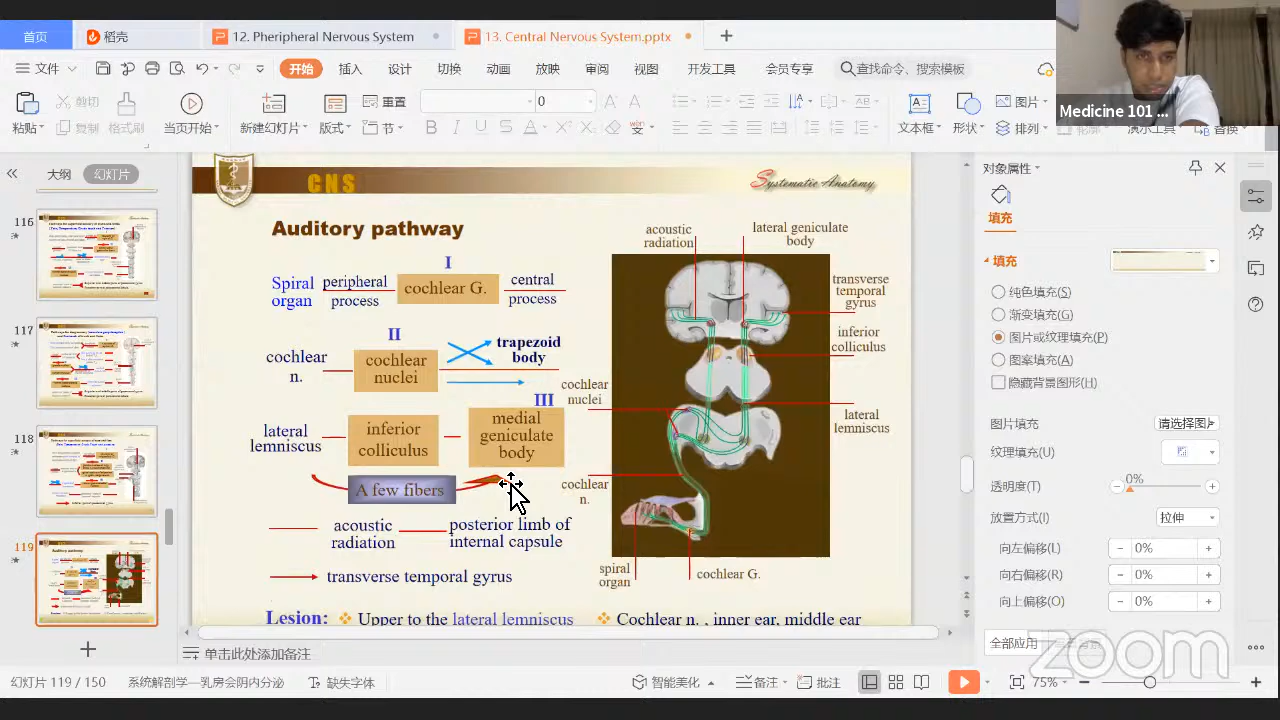 首页
稻壳
12. Pheripheral Nervous System
13. Central Nervous System.pptx
Medicine 101 ...
文件
开始
插入
设计
切换
动画
放映
审阅
视图
开发工具
会员专享
查找命令、搜索模板
粘贴
剪切
复制
格式刷
当页开始
新建幻灯片
版式
重置
节
0
文本框
形状
图片
排列
轮廓
演示工具
替换
大纲
幻灯片
116
117
118
119
CNS
Systematic Anatomy
Auditory pathway
I
Spiral organ
peripheral process
cochlear G.
central process
II
cochlear n.
cochlear nuclei
trapezoid body
III
lateral lemniscus
inferior colliculus
medial geniculate body
A few fibers
acoustic radiation
posterior limb of internal capsule
transverse temporal gyrus
Lesion:
Upper to the lateral lemniscus
Cochlear n. , inner ear, middle ear
acoustic radiation
lateral geniculate body
transverse temporal gyrus
inferior colliculus
cochlear nuclei
lateral lemniscus
cochlear n.
spiral organ
cochlear G.
对象属性
填充
填充
纯色填充(S)
渐变填充(G)
图片或纹理填充(P)
图案填充(A)
隐藏背景图形(H)
图片填充
请选择图片
纹理填充(U)
透明度(T)
0%
放置方式(I)
拉伸
向左偏移(L)
0%
向右偏移(R)
0%
向上偏移(O)
0%
全部应用
zoom
单击此处添加备注
幻灯片 119 / 150
系统解剖学—乳房会阴内分泌
缺失字体
智能美化
备注
批注
75%